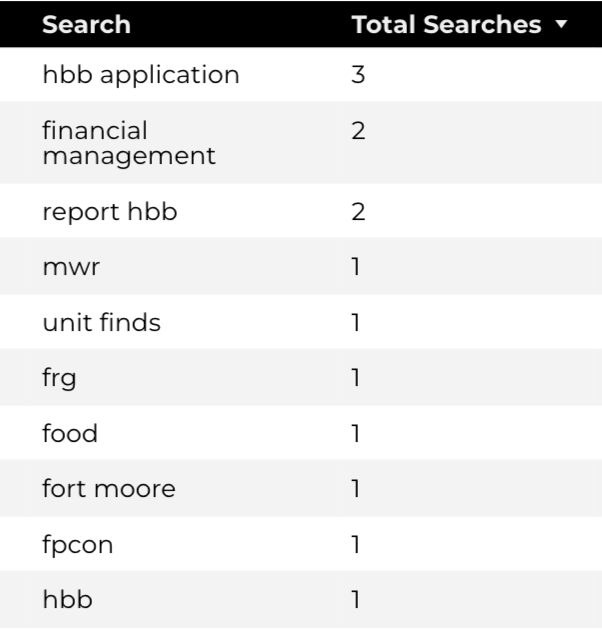 Search Total Searches ▼
hbb application 3
financial 2
management
report hbb 2
mwr 1
unit finds 1
frg 1
food 1
fort moore 1
fpcon 1
hbb 1